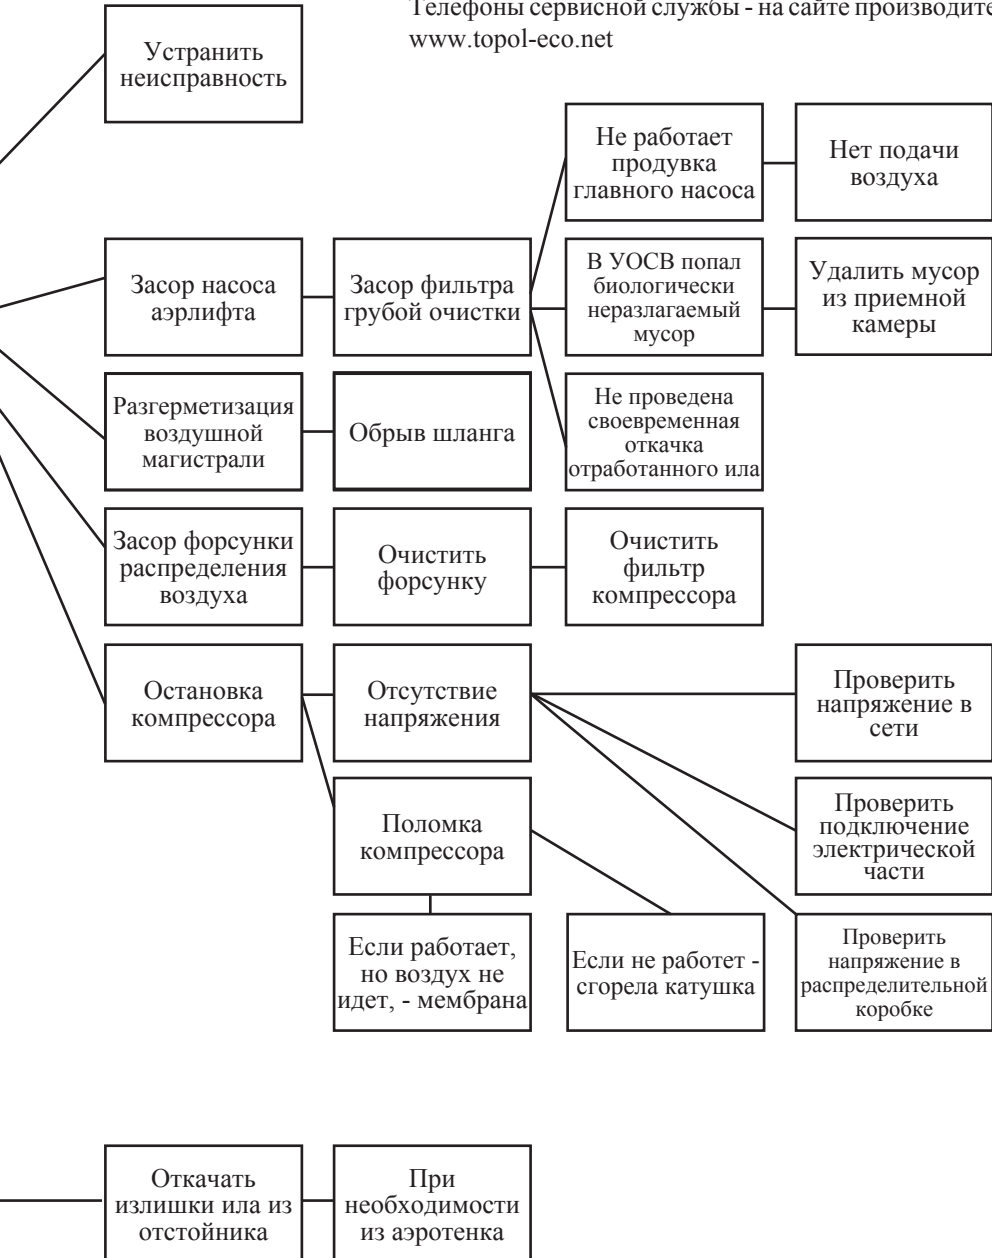 Телефоны сервисной службы - на сайте производите
www.topol-eco.net
Устранить
неисправность
Не работает
продувка
главного насоса
Нет подачи
воздуха
Засор насоса
аэрлифта
Засор фильтра
грубой очистки
В УОСВ попал
биологически
неразлагаемый
мусор
Удалить мусор
из приемной
камеры
Разгерметизация
воздушной
магистрали
Обрыв шланга
Не проведена
своевременная
откачка
отработанного ила
Засор форсунки
распределения
воздуха
Очистить
форсунку
Очистить
фильтр
компрессора
Остановка
компрессора
Отсутствие
напряжения
Проверить
напряжение в
сети
Поломка
компрессора
Проверить
подключение
электрической
части
Если работает,
но воздух не
идет, - мембрана
Если не работет -
сгорела катушка
Проверить
напряжение в
распределительной
коробке
Откачать
излишки ила из
отстойника
При
необходимости
из аэротенка